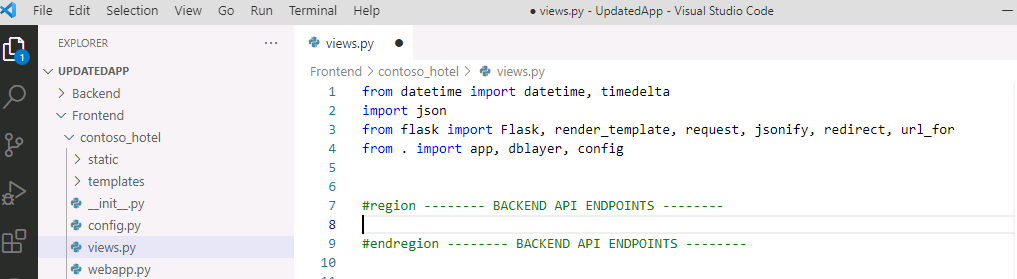 File Edit Selection View Go Run Terminal Help
● views.py - UpdatedApp - Visual Studio Code
EXPLORER
···
UPDATEDAPP
Backend
Frontend
contoso_hotel
static
templates
__init__.py
config.py
views.py
webapp.py
1
views.py ●
Frontend > contoso_hotel > views.py
1 from datetime import datetime, timedelta
2 import json
3 from flask import Flask, render_template, request, jsonify, redirect, url_for
4 from . import app, dblayer, config
5
6
7 #region -------- BACKEND API ENDPOINTS --------
8
9 #endregion -------- BACKEND API ENDPOINTS --------
10